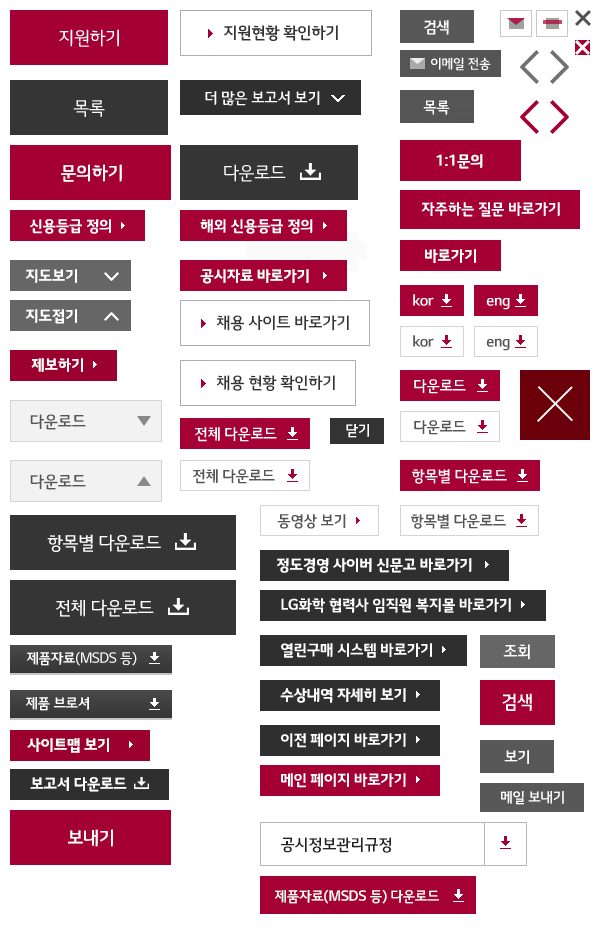 지원하기
지원현황 확인하기
검색
이메일 전송
목록
더 많은 보고서 보기
목록
문의하기
다운로드
1:1문의
신용등급 정의
해외 신용등급 정의
자주하는 질문 바로가기
지도보기
공시자료 바로가기
바로가기
지도접기
채용 사이트 바로가기
kor
eng
kor
eng
제보하기
채용 현황 확인하기
다운로드
다운로드
전체 다운로드
닫기
다운로드
다운로드
전체 다운로드
항목별 다운로드
항목별 다운로드
동영상 보기
항목별 다운로드
정도경영 사이버 신문고 바로가기
전체 다운로드
LG화학 협력사 임직원 복지몰 바로가기
제품자료(MSDS 등)
열린구매 시스템 바로가기
조회
제품 브로셔
수상내역 자세히 보기
검색
사이트맵 보기
이전 페이지 바로가기
보기
보고서 다운로드
메인 페이지 바로가기
메일 보내기
보내기
공시정보관리규정
제품자료(MSDS 등) 다운로드